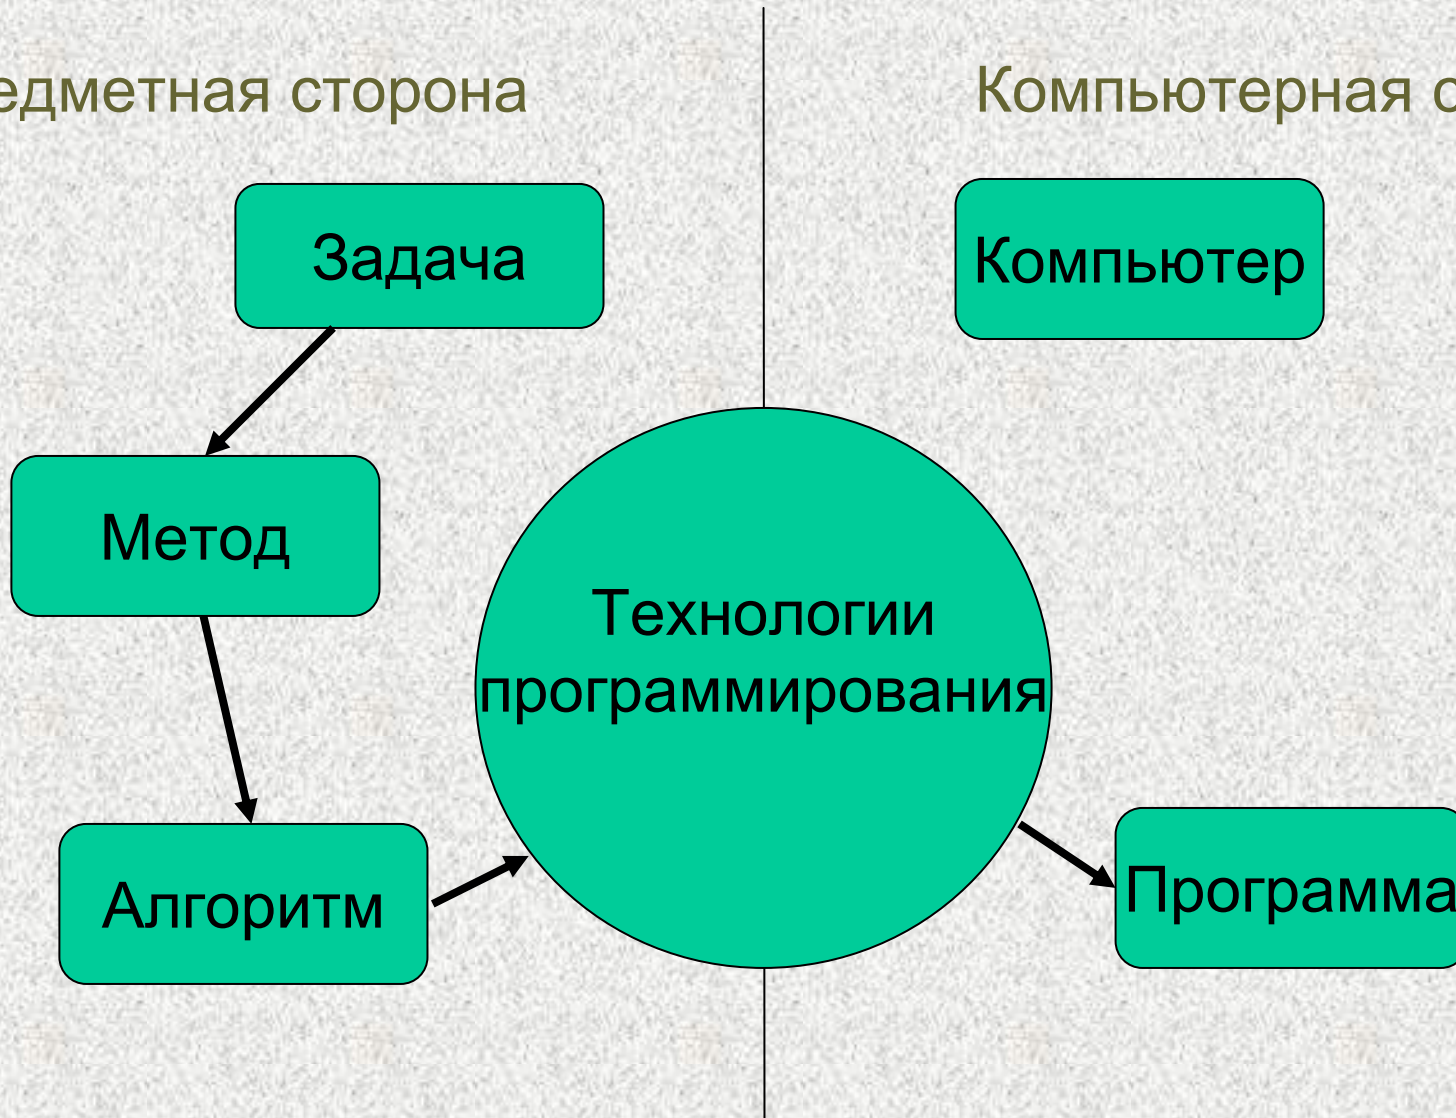 едметная сторона
Компьютерная с
Задача
Компьютер
Метод
Технологии
программирования
Алгоритм
Программа